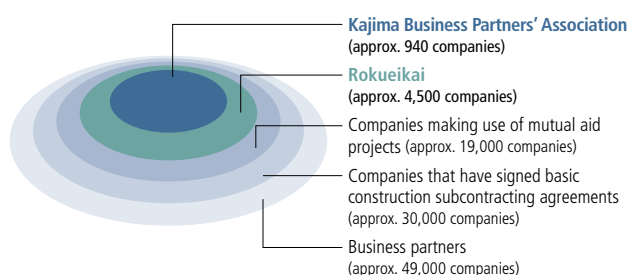 Kajima Business Partners’ Association
(approx. 940 companies)
Rokueikai
(approx. 4,500 companies)
Companies making use of mutual aid
projects (approx. 19,000 companies)
Companies that have signed basic
construction subcontracting agreements
(approx. 30,000 companies)
Business partners
(approx. 49,000 companies)